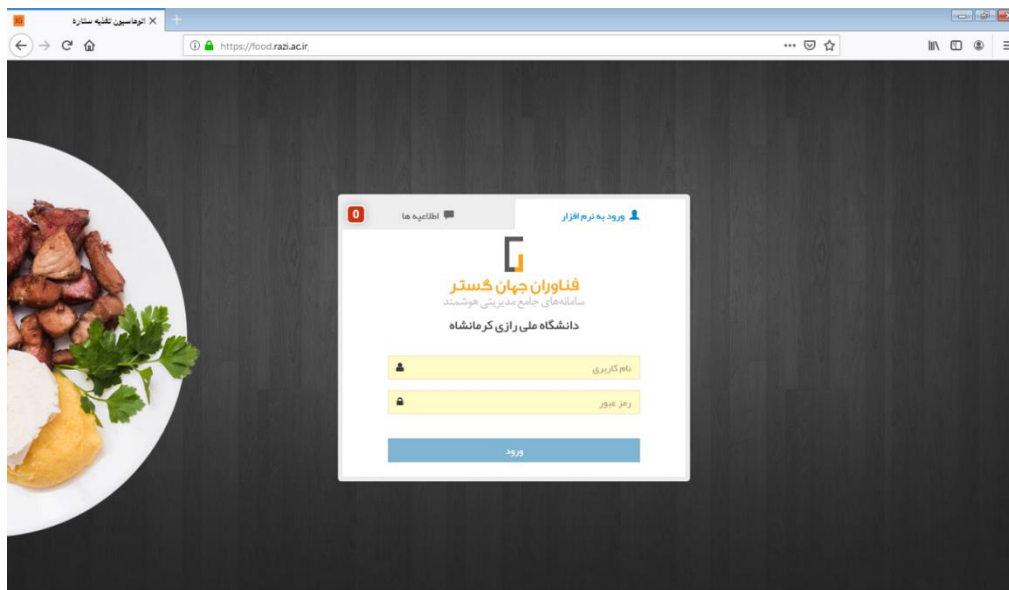 اتوماسیون تغذیه ستاره
https://food.razi.ac.ir
ورود به نرم افزار
اطلاعیه ها
0
فناوران جهان گستر
سامانه‌های جامع مدیریتی هوشمند
دانشگاه ملی رازی کرمانشاه
نام کاربری
رمز عبور
ورود